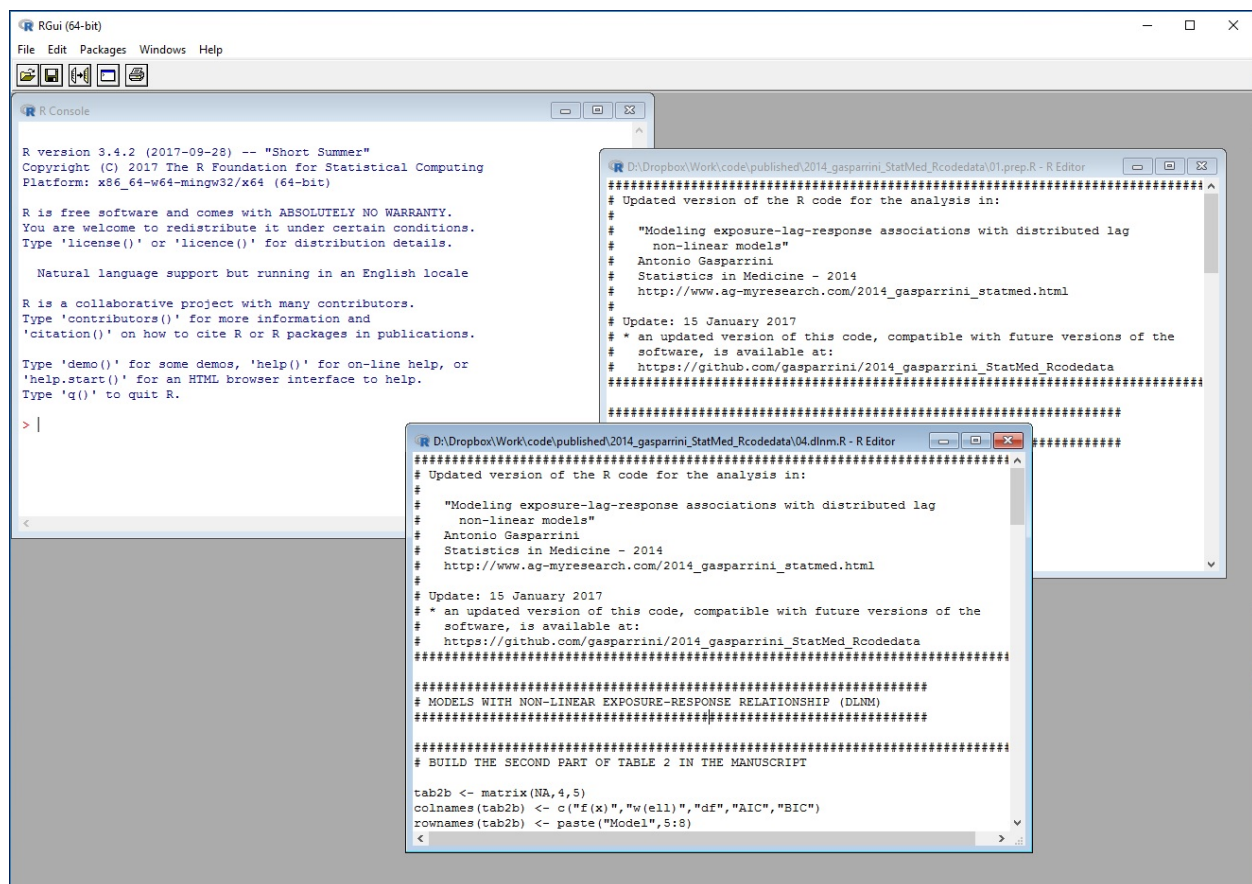 RGui (64-bit)
File Edit Packages Windows Help
R Console
R version 3.4.2 (2017-09-28) -- "Short Summer"
Copyright (C) 2017 The R Foundation for Statistical Computing
Platform: x86_64-w64-mingw32/x64 (64-bit)
R is free software and comes with ABSOLUTELY NO WARRANTY.
You are welcome to redistribute it under certain conditions.
Type 'license()' or 'licence()' for distribution details.
Natural language support but running in an English locale
R is a collaborative project with many contributors.
Type 'contributors()' for more information and
'citation()' on how to cite R or R packages in publications.
Type 'demo()' for some demos, 'help()' for on-line help, or
'help.start()' for an HTML browser interface to help.
Type 'q()' to quit R.
>
D:\Dropbox\Work\code\published\2014_gasparrini_StatMed_Rcodedata\01.prep.R - R Editor
################################################################################
# Updated version of the R code for the analysis in:
#
#   "Modeling exposure-lag-response associations with distributed lag
#     non-linear models"
#   Antonio Gasparrini
#   Statistics in Medicine - 2014
#   http://www.ag-myresearch.com/2014_gasparrini_statmed.html
#
# Update: 15 January 2017
# * an updated version of this code, compatible with future versions of the
#   software, is available at:
#   https://github.com/gasparrini/2014_gasparrini_StatMed_Rcodedata
################################################################################
####################################################################
############
D:\Dropbox\Work\code\published\2014_gasparrini_StatMed_Rcodedata\04.dlnm.R - R Editor
################################################################################
# Updated version of the R code for the analysis in:
#
#   "Modeling exposure-lag-response associations with distributed lag
#     non-linear models"
#   Antonio Gasparrini
#   Statistics in Medicine - 2014
#   http://www.ag-myresearch.com/2014_gasparrini_statmed.html
#
# Update: 15 January 2017
# * an updated version of this code, compatible with future versions of the
#   software, is available at:
#   https://github.com/gasparrini/2014_gasparrini_StatMed_Rcodedata
################################################################################
####################################################################
# MODELS WITH NON-LINEAR EXPOSURE-RESPONSE RELATIONSHIP (DLNM)
####################################################################
################################################################################
# BUILD THE SECOND PART OF TABLE 2 IN THE MANUSCRIPT
tab2b <- matrix(NA,4,5)
colnames(tab2b) <- c("f(x)","w(ell)","df","AIC","BIC")
rownames(tab2b) <- paste("Model",5:8)